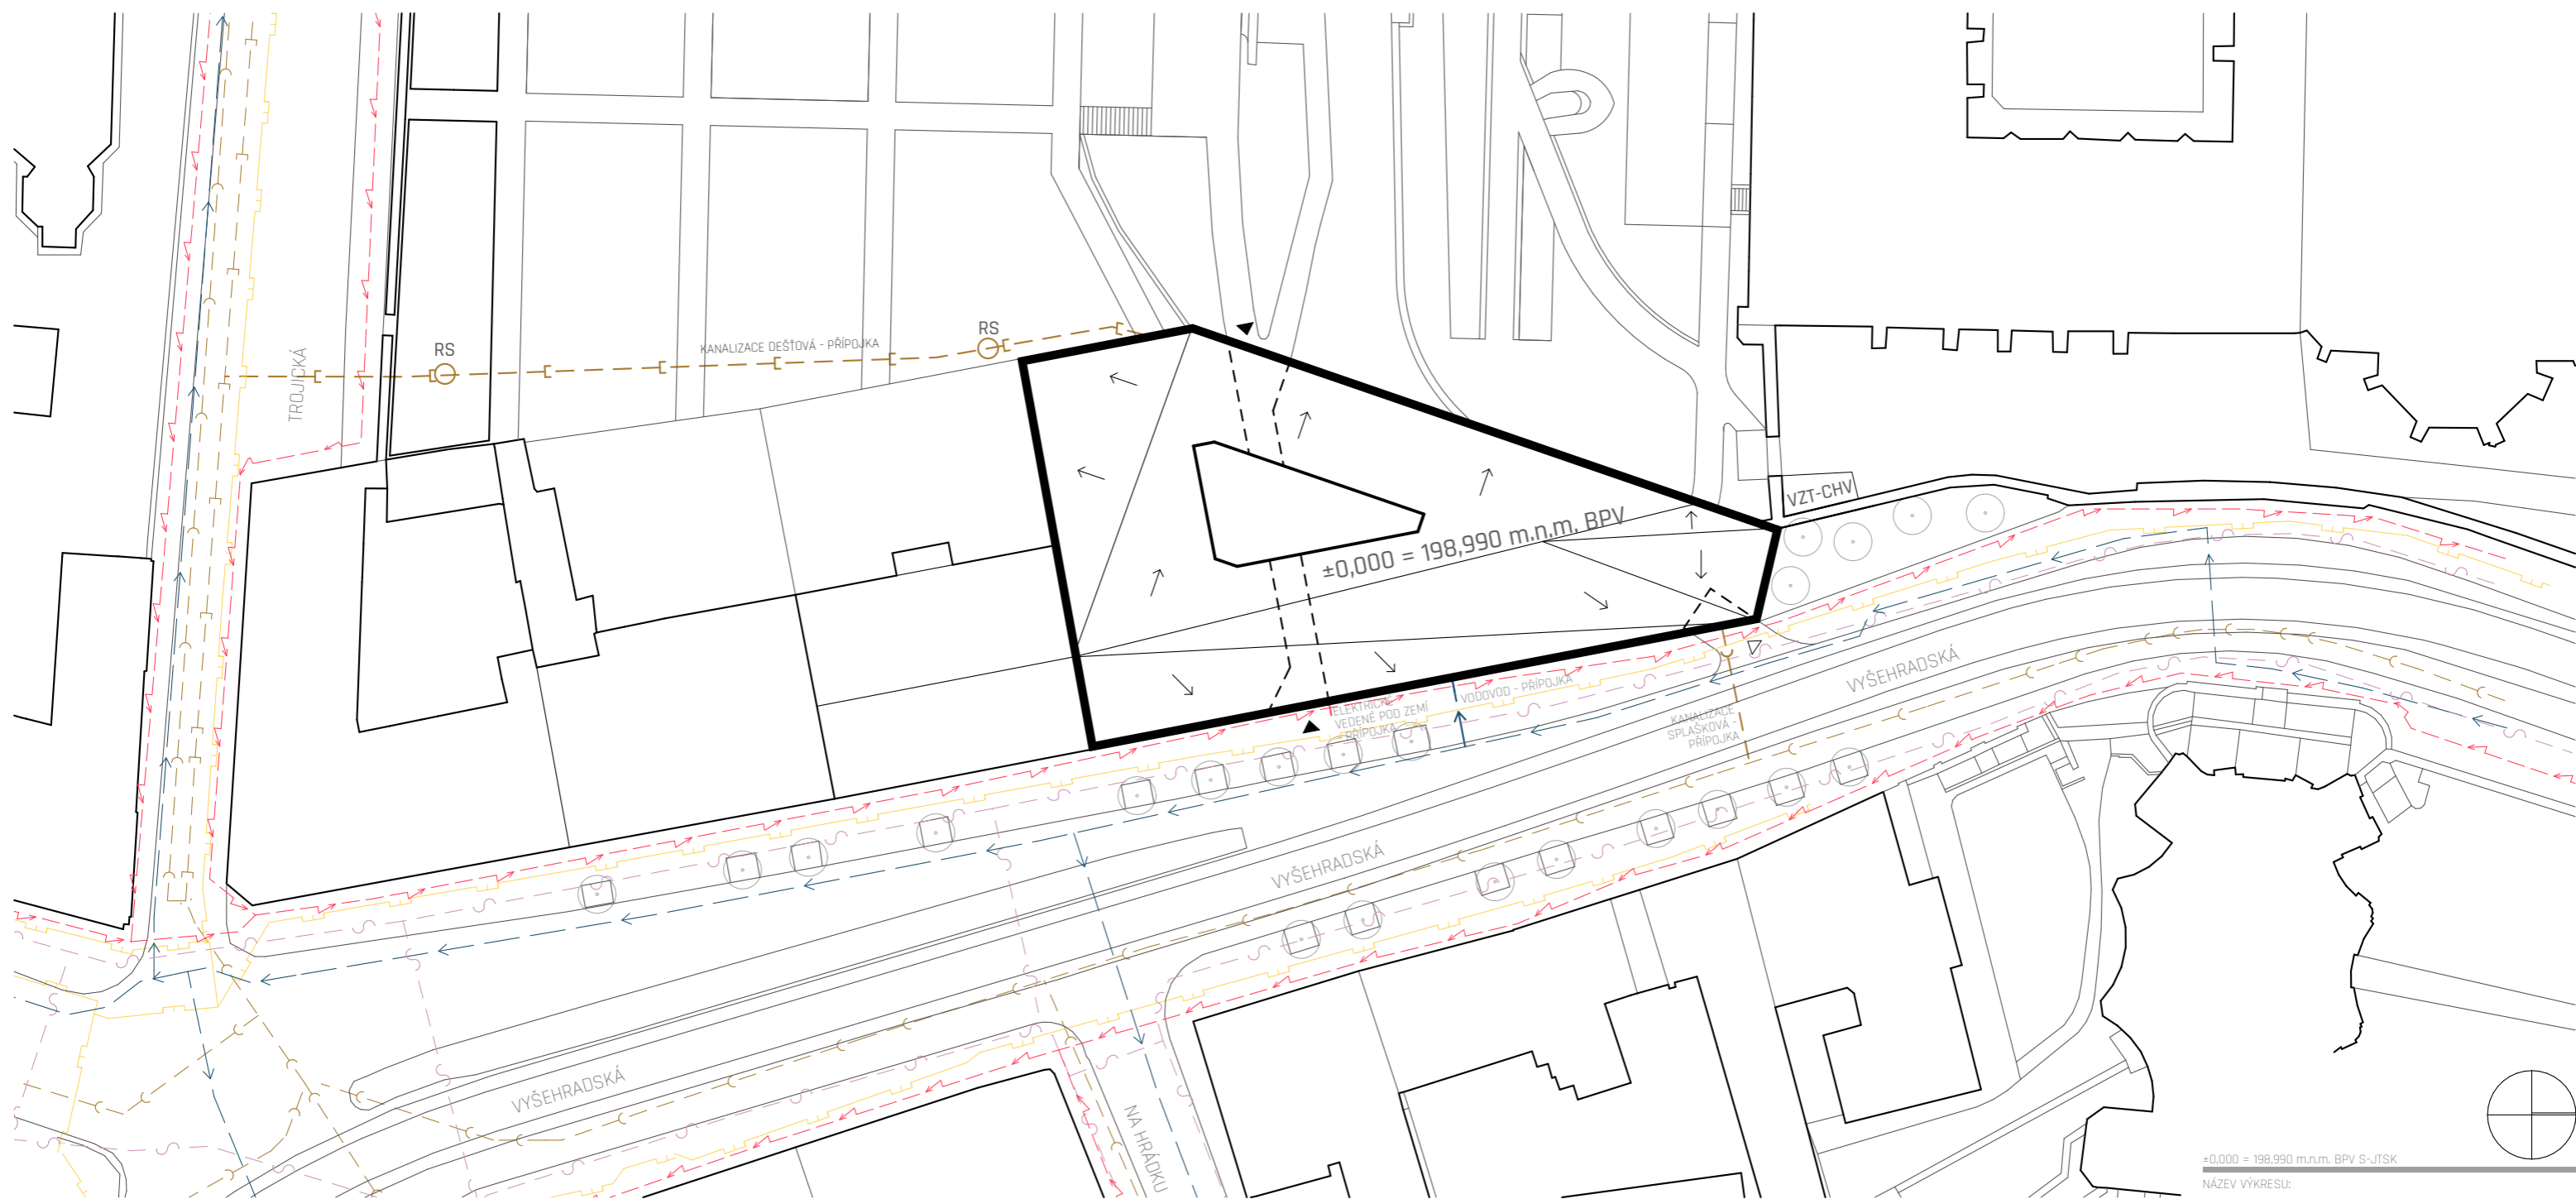 RS
RS
KANALIZACE DEŠŤOVÁ - PŘÍPOJKA
TROJICKÁ
VZT-CHV
±0,000 = 198,990 m.n.m. BPV
ELEKTRICKÉ
VEDENÉ POD ZEMÍ
- PŘÍPOJKA
VODOVOD - PŘÍPOJKA
KANALIZACE
SPLAŠKOVÁ -
PŘÍPOJKA
VYŠEHRADSKÁ
VYŠEHRADSKÁ
VYŠEHRADSKÁ
NA HRÁDKU
±0,000 = 198,990 m.n.m. BPV S-JTSK
NÁZEV VÝKRESU: